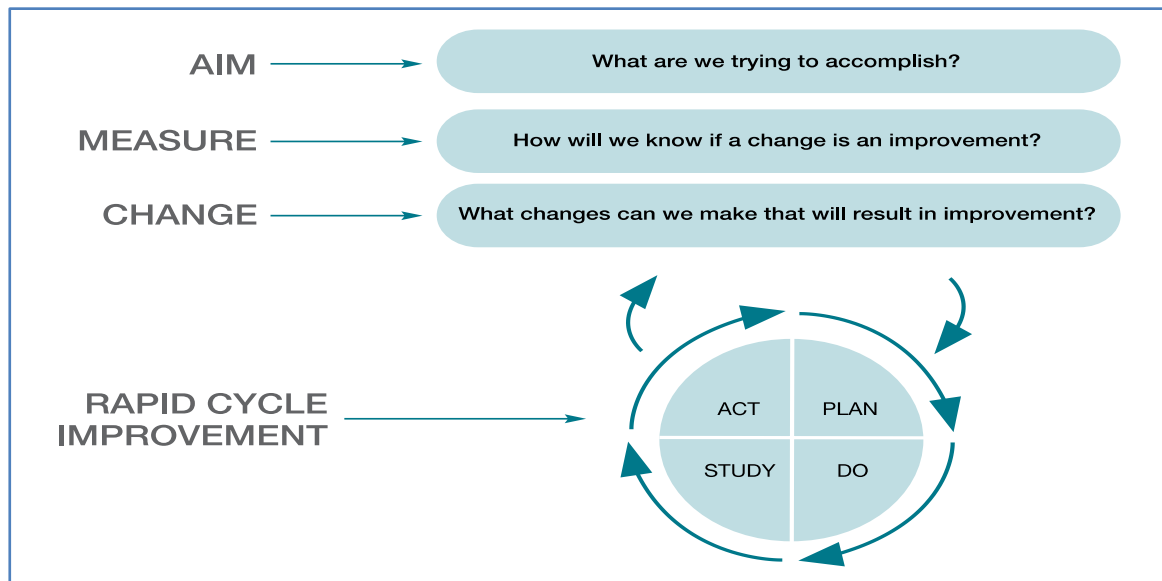 AIM
What are we trying to accomplish?
MEASURE
How will we know if a change is an improvement?
CHANGE
What changes can we make that will result in improvement?
RAPID CYCLE
IMPROVEMENT
ACT
PLAN
STUDY
DO